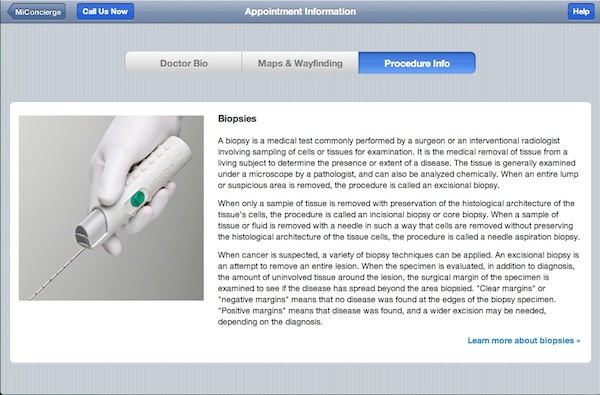 MiConcierge
Call Us Now
Appointment Information
Help
Doctor Bio
Maps & Wayfinding
Procedure Info
Biopsies
A biopsy is a medical test commonly performed by a surgeon or an interventional radiologist
involving sampling of cells or tissues for examination. It is the medical removal of tissue from a
living subject to determine the presence or extent of a disease. The tissue is generally examined
under a microscope by a pathologist, and can also be analyzed chemically. When an entire lump
or suspicious area is removed, the procedure is called an excisional biopsy.
When only a sample of tissue is removed with preservation of the histological architecture of the
tissue's cells, the procedure is called an incisional biopsy or core biopsy. When a sample of
tissue or fluid is removed with a needle in such a way that cells are removed without preserving
the histological architecture of the tissue cells, the procedure is called a needle aspiration biopsy.
When cancer is suspected, a variety of biopsy techniques can be applied. An excisional biopsy is
an attempt to remove an entire lesion. When the specimen is evaluated, in addition to diagnosis,
the amount of uninvolved tissue around the lesion, the surgical margin of the specimen is
examined to see if the disease has spread beyond the area biopsied. "Clear margins" or
"negative margins" means that no disease was found at the edges of the biopsy specimen.
"Positive margins" means that disease was found, and a wider excision may be needed,
depending on the diagnosis.
Learn more about biopsies »